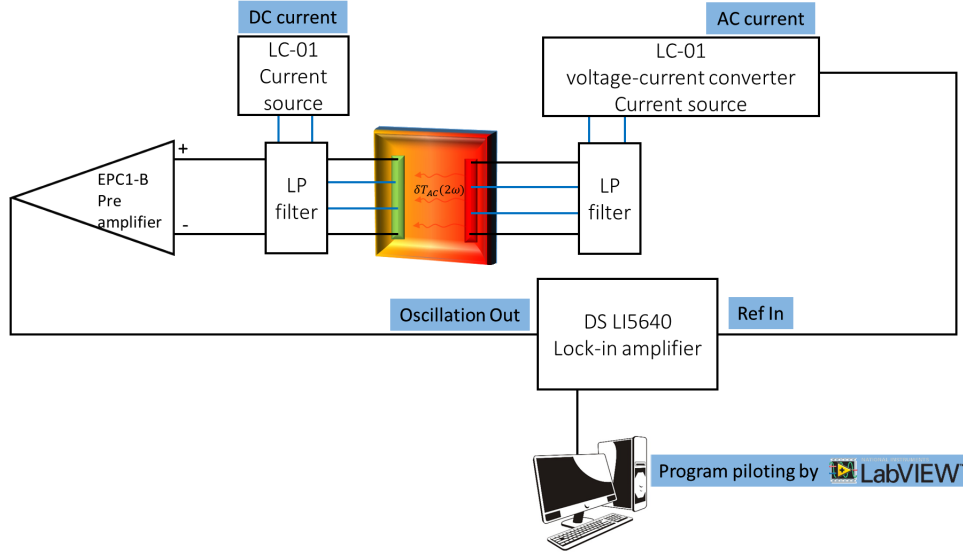 DC current
AC current
LC-01
Current
source
LC-01
voltage-current converter
Current source
+
EPC1-B
Pre
amplifier
-
LP
filter
δT_AC(2ω)
LP
filter
Oscillation Out
DS LI5640
Lock-in amplifier
Ref In
Program piloting by
LabVIEW